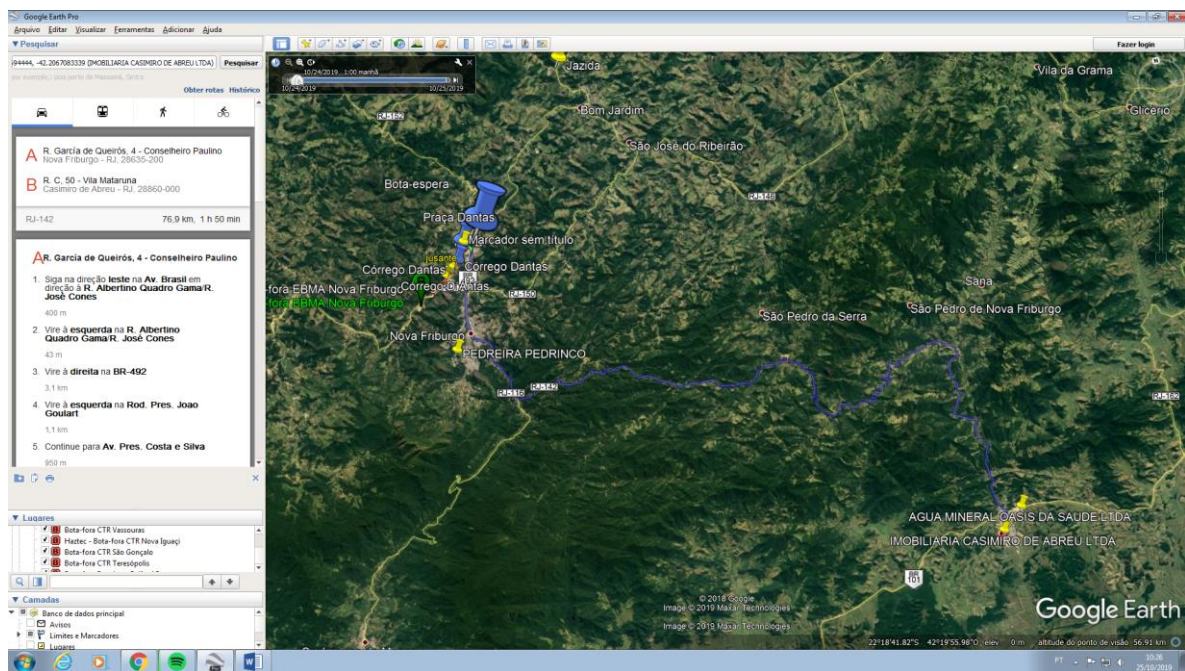 Google Earth Pro
Arquivo Editar Visualizar Ferramentas Adicionar Ajuda
Pesquisar
94444, -42.2067083339 (IMOBILIARIA CASIMIRO DE ABREU LTDA) Pesquisar
Obter rotas Histórico
A R. García de Queirós, 4 - Conselheiro Paulino
Nova Friburgo - RJ, 28635-200
B R. C, 50 - Vila Mataruna
Casimiro de Abreu - RJ, 28860-000
RJ-142 76,9 km, 1 h 50 min
A R. García de Queirós, 4 - Conselheiro Paulino
1. Siga na direção leste na Av. Brasil em
direção à R. Albertino Quadro Gama/R.
José Cones
400 m
2. Vire à esquerda na R. Albertino
Quadro Gama/R. José Cones
43 m
3. Vire à direita na BR-492
3,1 km
4. Vire à esquerda na Rod. Pres. Joao
Goulart
1,1 km
5. Continue para Av. Pres. Costa e Silva
950 m
Lugares
Bota-fora CTR Vassouras
Haztec - Bota-fora CTR Nova Iguaçi
Bota-fora CTR São Gonçalo
Bota-fora CTR Teresópolis
Camadas
Banco de dados principal
Avisos
Limites e Marcadores
Lugares
Fazer login
10/24/2019 1:00 manhã
10/24/2019 10/25/2019
Jazida
Vila da Grama
Glicerio
Bom Jardim
RJ-152
São José do Ribeirão
Bota-espera
RJ-146
Praça Dantas
Marcador sem título
jusante
Córrego Dantas
Córrego Dantas
-fora EBMA Nova Friburgo
Córrego D'Antas
-fora EBMA Nova Friburgo
RJ-150
Sana
São Pedro de Nova Friburgo
São Pedro da Serra
Nova Friburgo
PEDREIRA PEDRINCO
RJ-116
RJ-142
RJ-162
AGUA MINERAL OASIS DA SAUDE LTDA
IMOBILIARIA CASIMIRO DE ABREU LTDA
BR
101
© 2018 Google
Image © 2019 Maxar Technologies
Image © 2019 Maxar Technologies
Google Earth
22°18'41.82"S 42°19'55.98"O elev 0 m altitude do ponto de visão 56.91 km
PT
10:26
25/10/2019